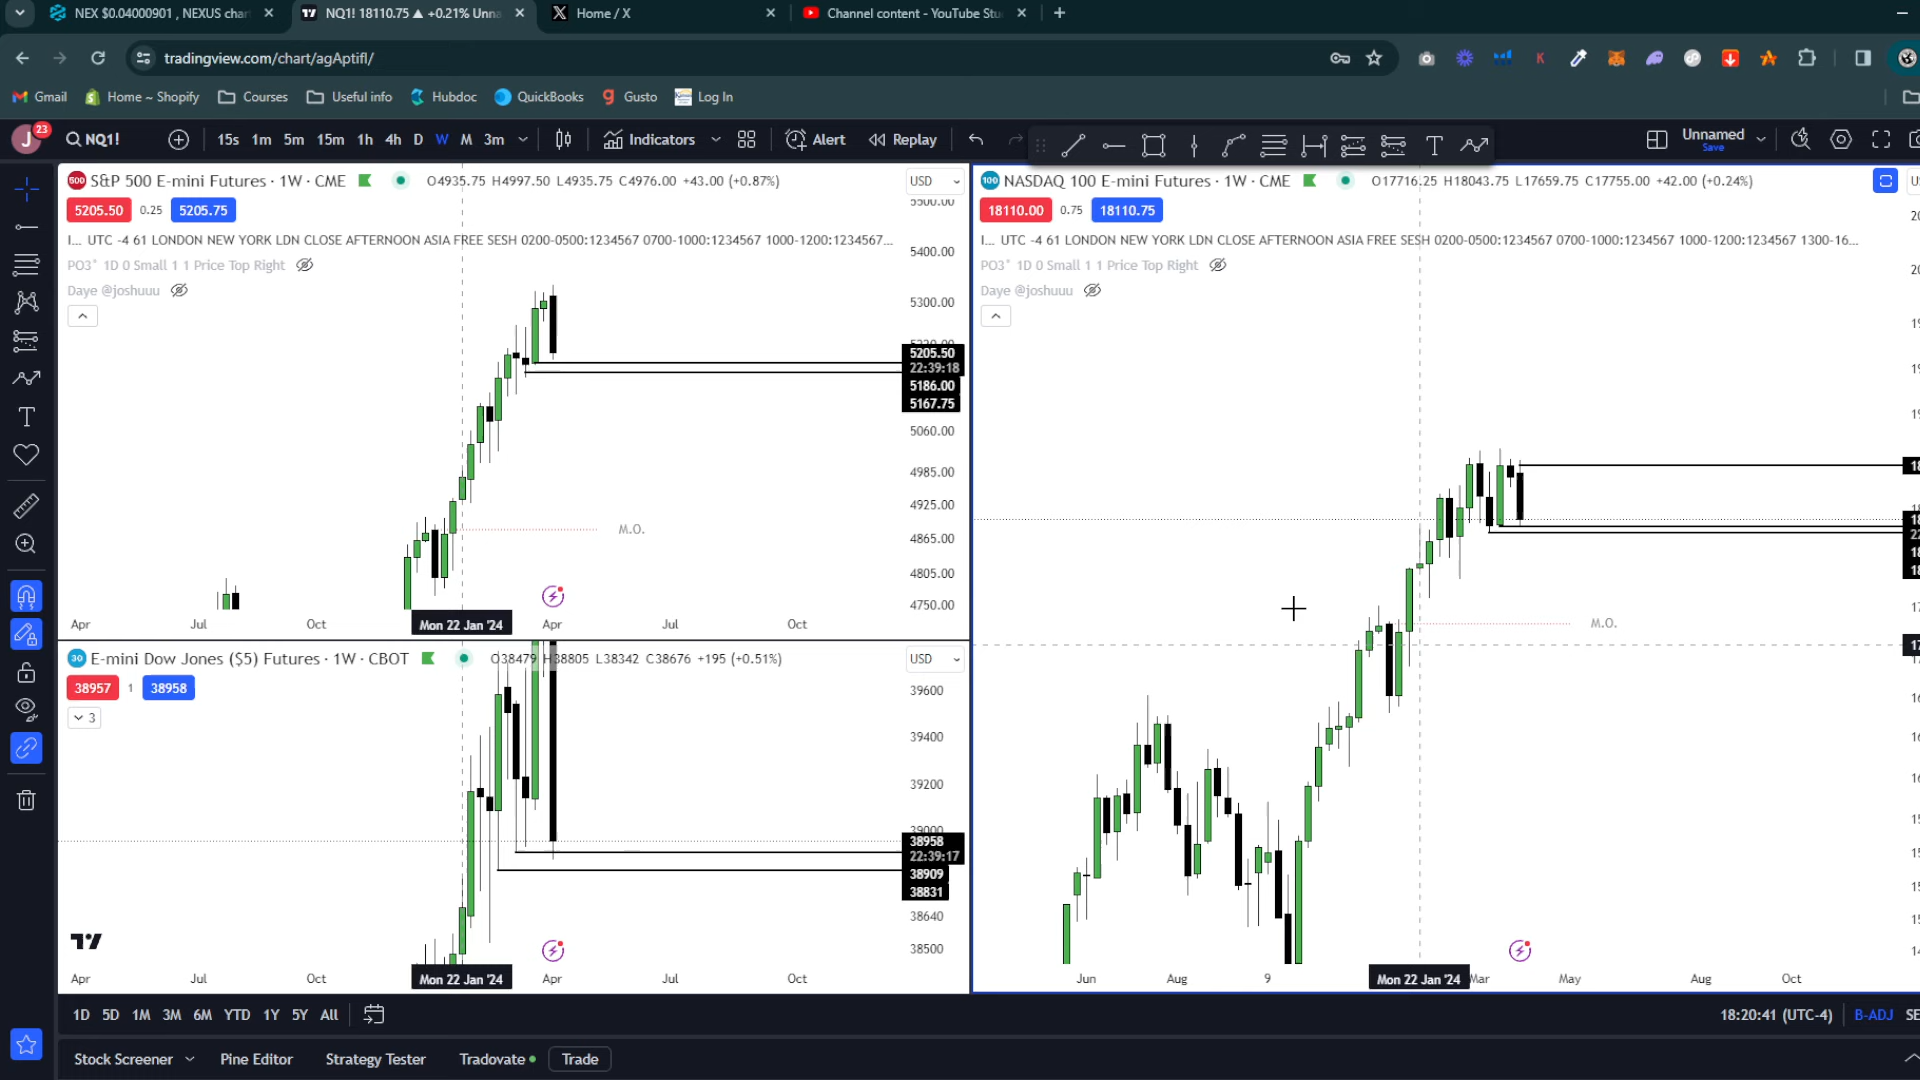 NEX $0.04000901 , NEXUS char
NQ1! 18110.75 ▲ +0.21% Unna
Home / X
Channel content - YouTube Stu
tradingview.com/chart/agAptifl/
Gmail
Home ~ Shopify
Courses
Useful info
Hubdoc
QuickBooks
Gusto
Log In
J
23
NQ1!
15s 1m 5m 15m 1h 4h D W M 3m
Indicators
Alert
Replay
Unnamed
Save
S&P 500 E-mini Futures · 1W · CME
O4935.75 H4997.50 L4935.75 C4976.00 +43.00 (+0.87%)
USD
5205.50 0.25 5205.75
I... UTC -4 61 LONDON NEW YORK LDN CLOSE AFTERNOON ASIA FREE SESH 0200-0500:1234567 0700-1000:1234567 1000-1200:1234567...
PO3° 1D 0 Small 1 1 Price Top Right
Daye @joshuuu
5500.00
5400.00
5300.00
5205.50
22:39:18
5186.00
5167.75
5060.00
4985.00
4925.00
4865.00
4805.00
4750.00
M.O.
Apr Jul Oct Mon 22 Jan '24 Apr Jul Oct
E-mini Dow Jones ($5) Futures · 1W · CBOT
O38479 H38805 L38342 C38676 +195 (+0.51%)
USD
38957 1 38958
3
39600
39400
39200
39000
38958
22:39:17
38909
38831
38640
38500
Apr Jul Oct Mon 22 Jan '24 Apr Jul Oct
NASDAQ 100 E-mini Futures · 1W · CME
O17716.25 H18043.75 L17659.75 C17755.00 +42.00 (+0.24%)
18110.00 0.75 18110.75
I... UTC -4 61 LONDON NEW YORK LDN CLOSE AFTERNOON ASIA FREE SESH 0200-0500:1234567 0700-1000:1234567 1000-1200:1234567 1300-16...
PO3° 1D 0 Small 1 1 Price Top Right
Daye @joshuuu
M.O.
Jun Aug 9 Mon 22 Jan '24 Mar May Aug Oct
1D 5D 1M 3M 6M YTD 1Y 5Y All
18:20:41 (UTC-4)
B-ADJ
SE
Stock Screener
Pine Editor
Strategy Tester
Tradovate
Trade